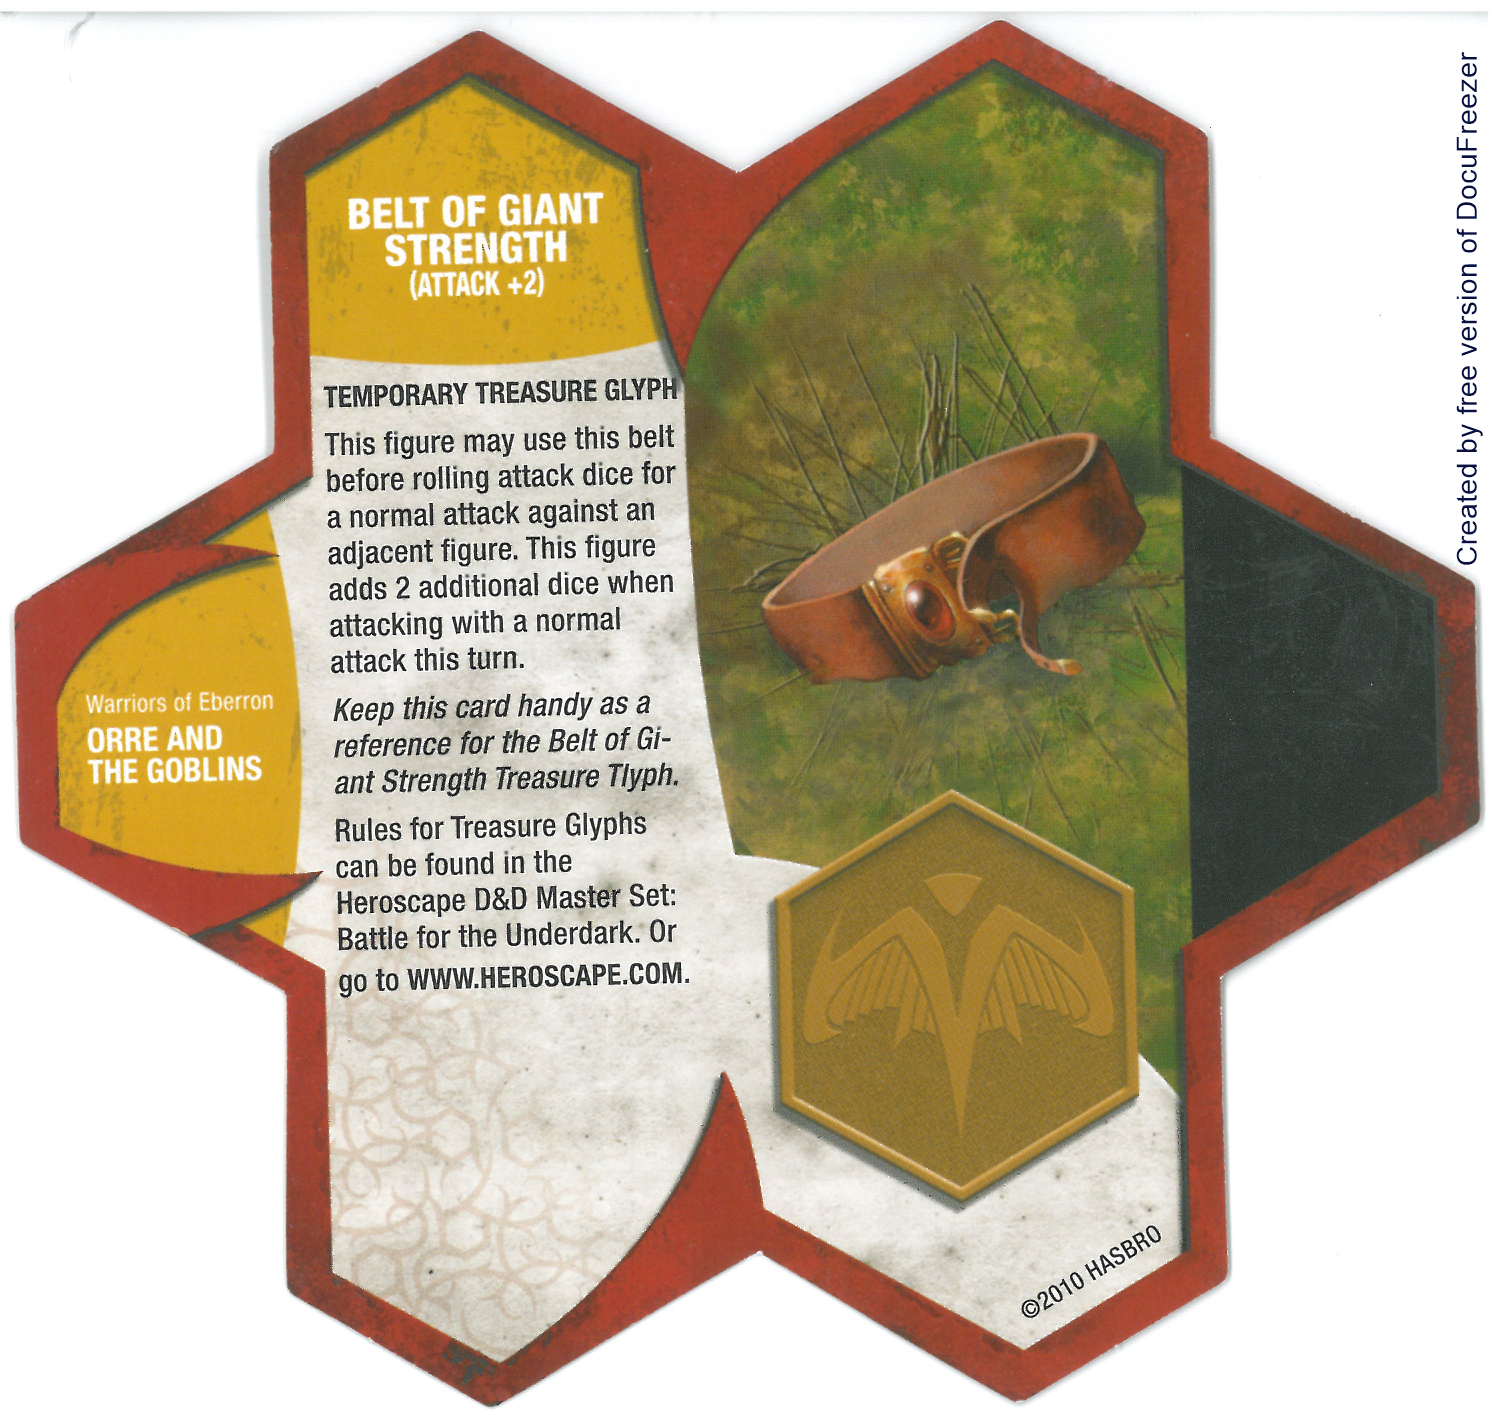 BELT OF GIANT
STRENGTH
(ATTACK +2)
TEMPORARY TREASURE GLYPH
This figure may use this belt
before rolling attack dice for
a normal attack against an
adjacent figure. This figure
adds 2 additional dice when
attacking with a normal
attack this turn.
Keep this card handy as a
reference for the Belt of Gi-
ant Strength Treasure Tlyph.
Rules for Treasure Glyphs
can be found in the
Heroscape D&D Master Set:
Battle for the Underdark. Or
go to WWW.HEROSCAPE.COM.
Warriors of Eberron
ORRE AND
THE GOBLINS
©2010 HASBRO
Created by free version of DocuFreezer